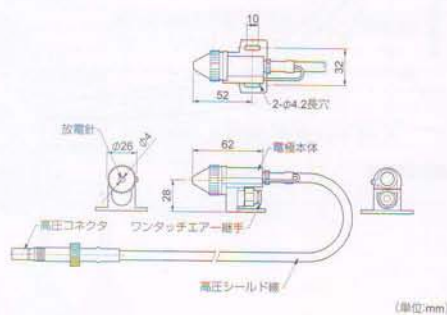 10
32
52
2-φ4.2長穴
放電針
φ26
φ4
62
電極本体
28
高圧コネクタ
ワンタッチエアー継手
高圧シールド線
(単位:mm)